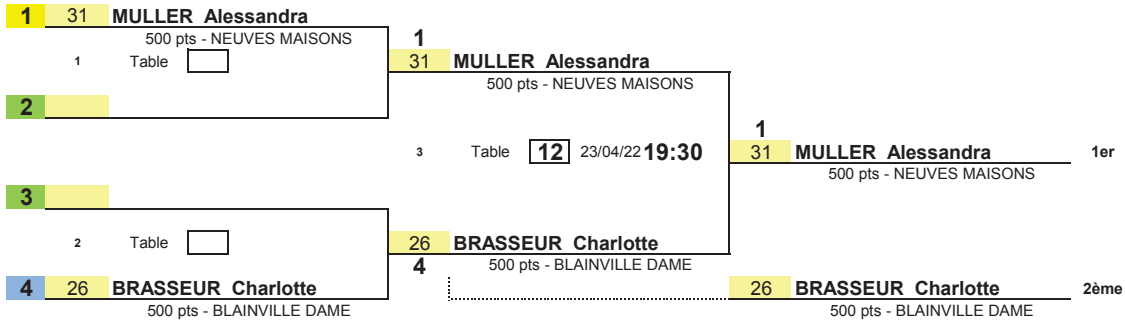 1 31 MULLER Alessandra
500 pts - NEUVES MAISONS 1
1 Table 31 MULLER Alessandra
500 pts - NEUVES MAISONS
2
1
3 Table 12 23/04/22 19:30 31 MULLER Alessandra 1er
500 pts - NEUVES MAISONS
3
2 Table 26 BRASSEUR Charlotte
4 500 pts - BLAINVILLE DAME
4 26 BRASSEUR Charlotte 26 BRASSEUR Charlotte 2ème
500 pts - BLAINVILLE DAME 500 pts - BLAINVILLE DAME